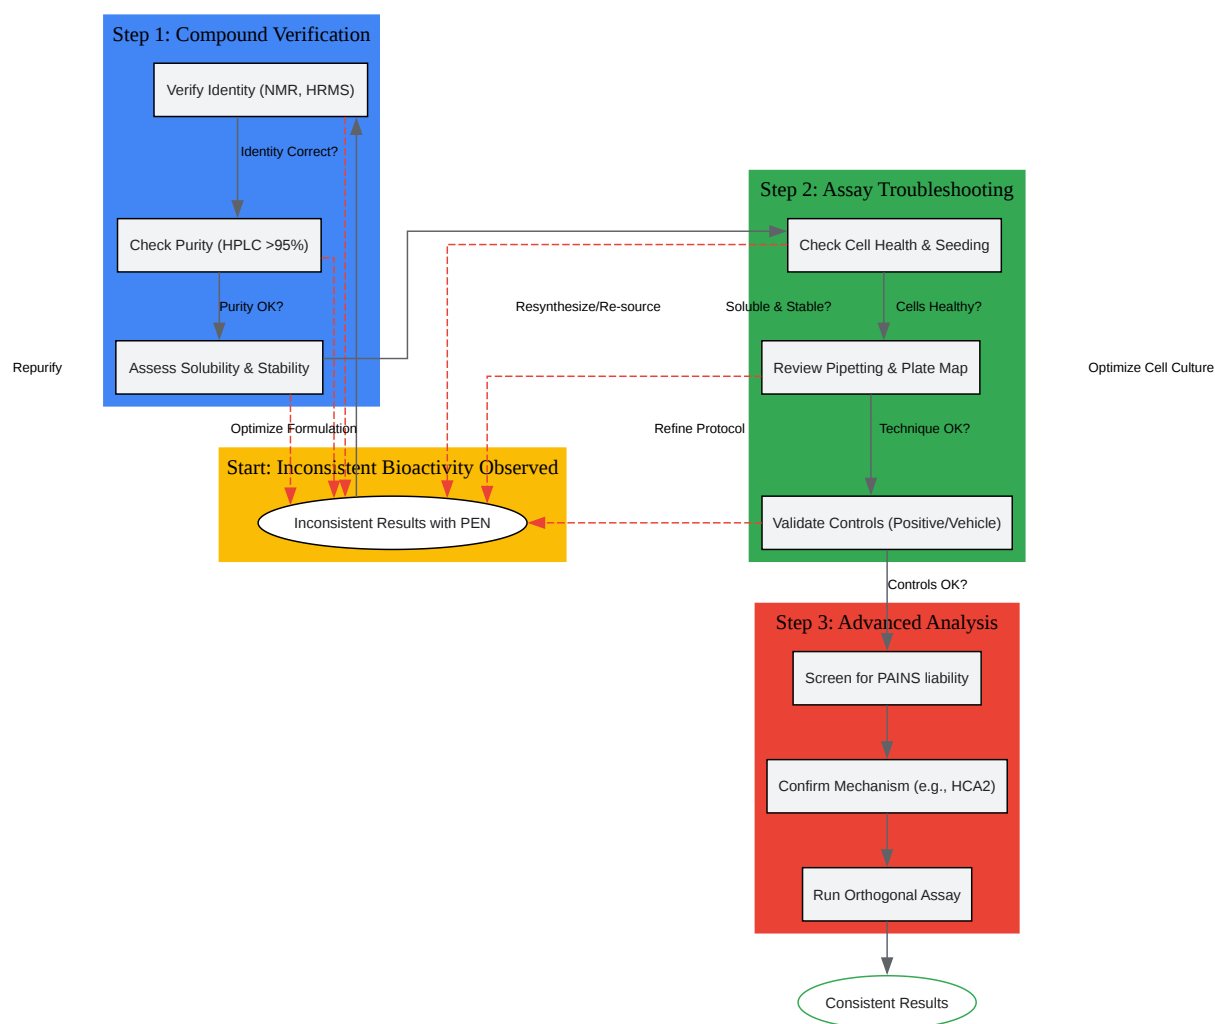 Step 1: Compound Verification
Verify Identity (NMR, HRMS)
Identity Correct?
Step 2: Assay Troubleshooting
Check Purity (HPLC >95%)
Check Cell Health & Seeding
Purity OK?
Resynthesize/Re-source
Soluble & Stable?
Cells Healthy?
Repurify
Assess Solubility & Stability
Review Pipetting & Plate Map
Optimize Cell Culture
Optimize Formulation
Refine Protocol
Technique OK?
Start: Inconsistent Bioactivity Observed
Inconsistent Results with PEN
Validate Controls (Positive/Vehicle)
Controls OK?
Step 3: Advanced Analysis
Screen for PAINS liability
Confirm Mechanism (e.g., HCA2)
Run Orthogonal Assay
Consistent Results